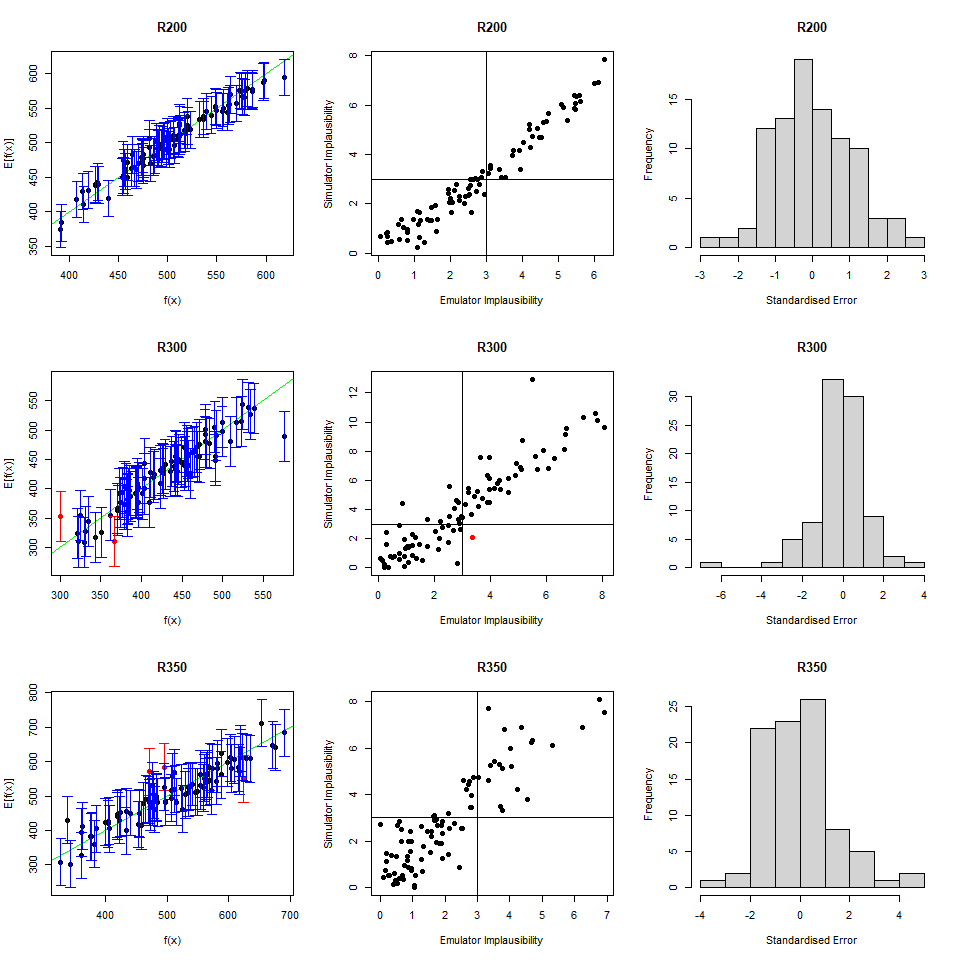 R200
R200
R200
E[f(x)]
350 400 450 500 550 600
400 450 500 550 600
f(x)
Simulator Implausibility
0 2 4 6 8
0 1 2 3 4 5 6
Emulator Implausibility
Frequency
0 5 10 15
-3 -2 -1 0 1 2 3
Standardised Error
R300
R300
R300
E[f(x)]
300 350 400 450 500 550
300 350 400 450 500 550
f(x)
Simulator Implausibility
0 2 4 6 8 10 12
0 2 4 6 8
Emulator Implausibility
Frequency
0 5 10 15 20 25 30
-6 -4 -2 0 2 4
Standardised Error
R350
R350
R350
E[f(x)]
300 400 500 600 700 800
400 500 600 700
f(x)
Simulator Implausibility
0 2 4 6 8
0 1 2 3 4 5 6 7
Emulator Implausibility
Frequency
0 5 10 15 20 25
-4 -2 0 2 4
Standardised Error